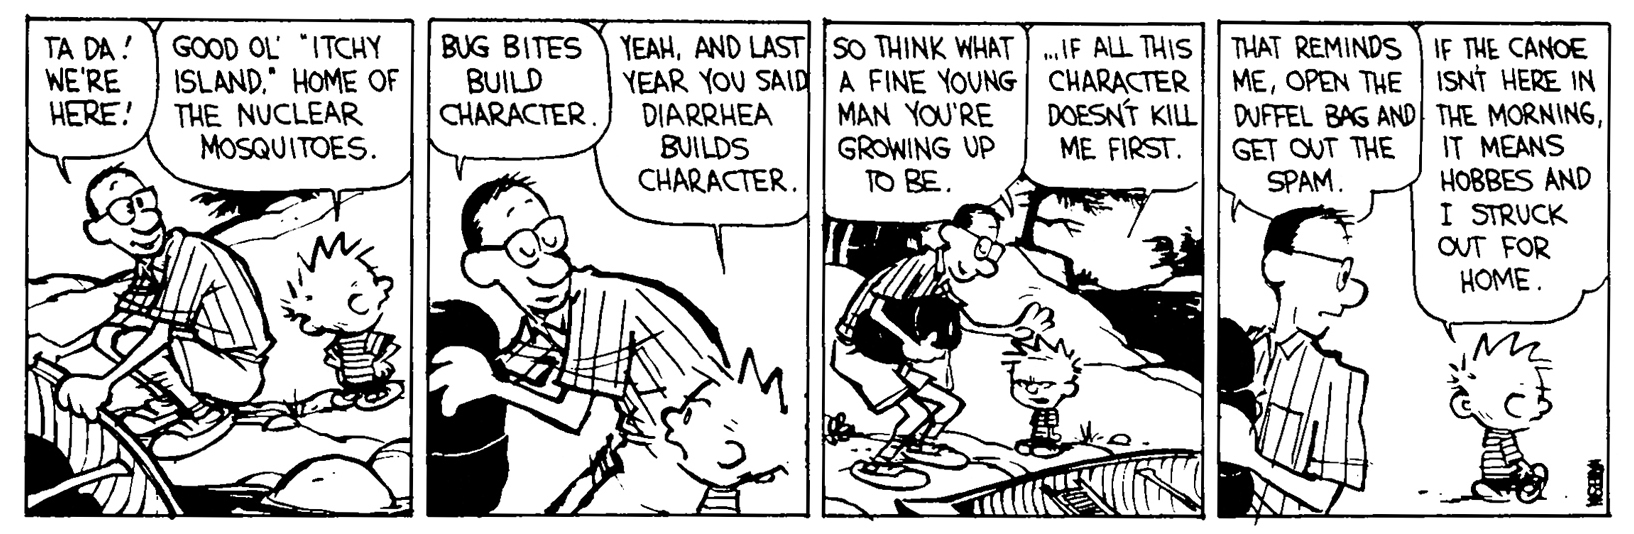 TA DA!
WE'RE
HERE!
GOOD OL' "ITCHY
ISLAND," HOME OF
THE NUCLEAR
MOSQUITOES.
BUG BITES
BUILD
CHARACTER.
YEAH, AND LAST
YEAR YOU SAID
DIARRHEA
BUILDS
CHARACTER.
SO THINK WHAT
A FINE YOUNG
MAN YOU'RE
GROWING UP
TO BE.
...IF ALL THIS
CHARACTER
DOESN'T KILL
ME FIRST.
THAT REMINDS
ME, OPEN THE
DUFFEL BAG AND
GET OUT THE
SPAM.
IF THE CANOE
ISN'T HERE IN
THE MORNING,
IT MEANS
HOBBES AND
I STRUCK
OUT FOR
HOME.
WATTERSON